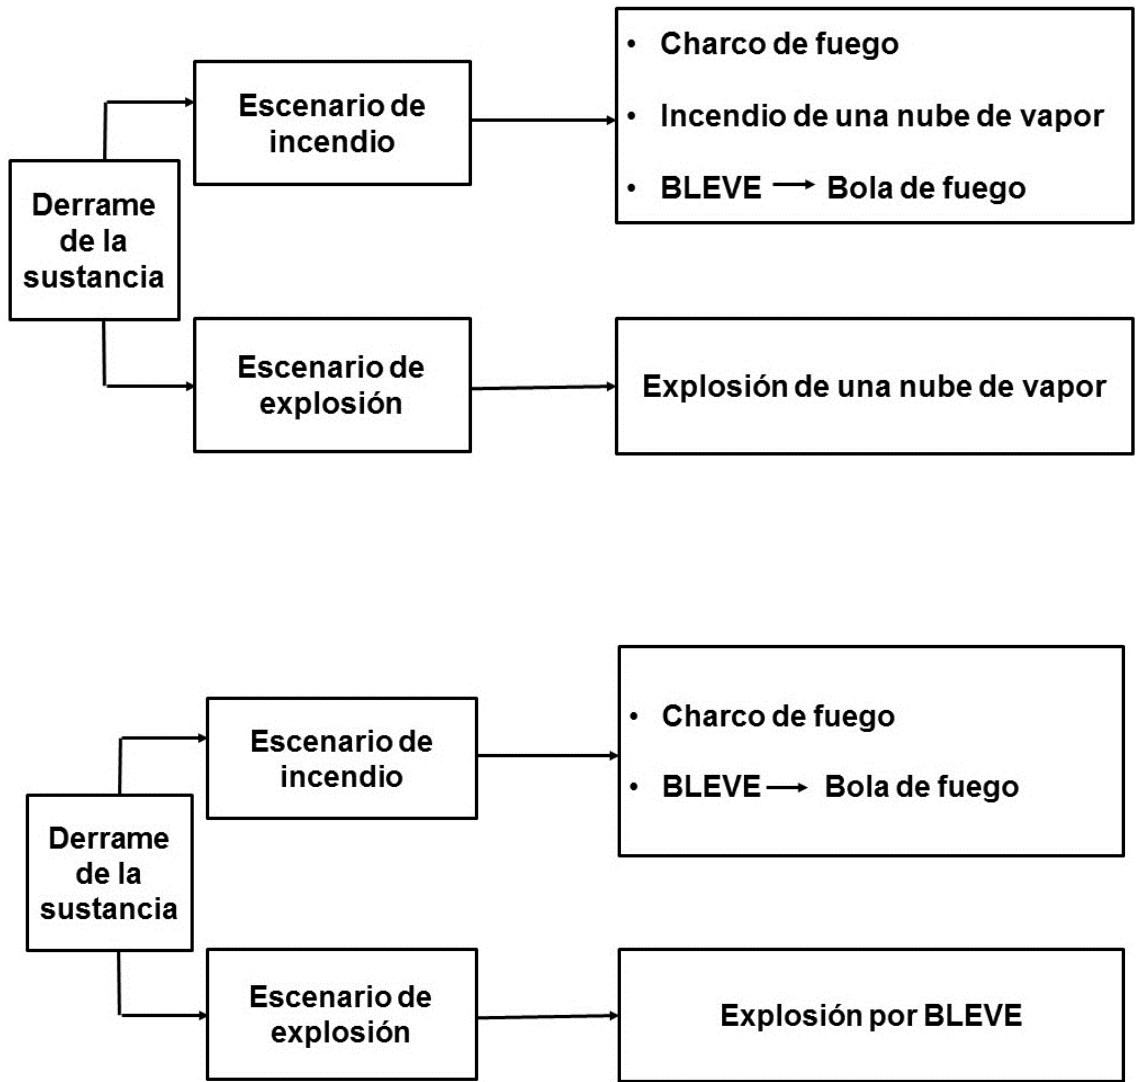 Derrame
de la
sustancia
Escenario de
incendio
• Charco de fuego
• Incendio de una nube de vapor
• BLEVE → Bola de fuego
Escenario de
explosión
Explosión de una nube de vapor
Derrame
de la
sustancia
Escenario de
incendio
• Charco de fuego
• BLEVE → Bola de fuego
Escenario de
explosión
Explosión por BLEVE